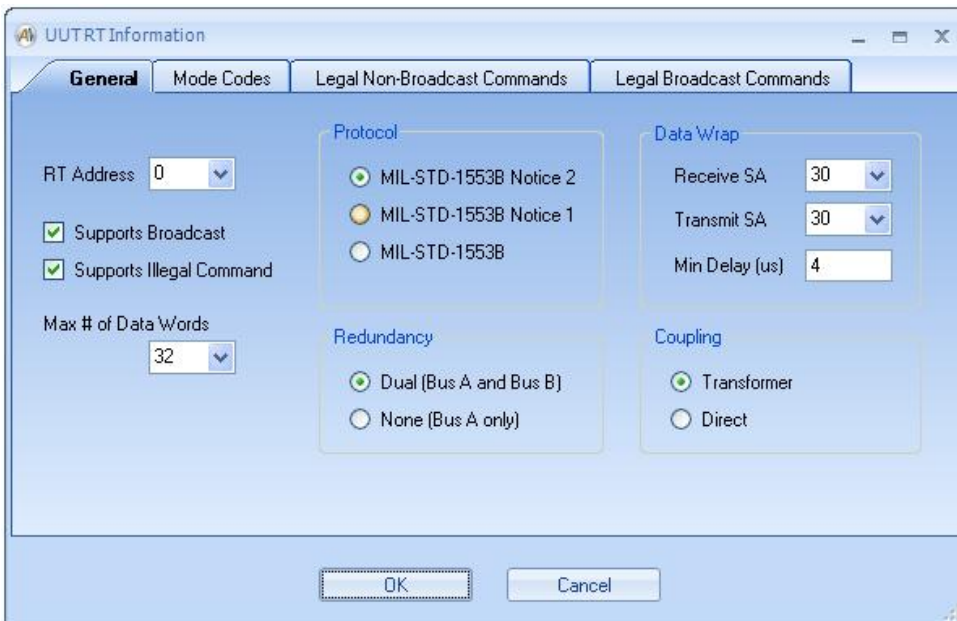 UUT RT Information
General
Mode Codes
Legal Non-Broadcast Commands
Legal Broadcast Commands
RT Address 0
Supports Broadcast
Supports Illegal Command
Max # of Data Words
32
Protocol
MIL-STD-1553B Notice 2
MIL-STD-1553B Notice 1
MIL-STD-1553B
Data Wrap
Receive SA 30
Transmit SA 30
Min Delay (us) 4
Redundancy
Dual (Bus A and Bus B)
None (Bus A only)
Coupling
Transformer
Direct
OK
Cancel